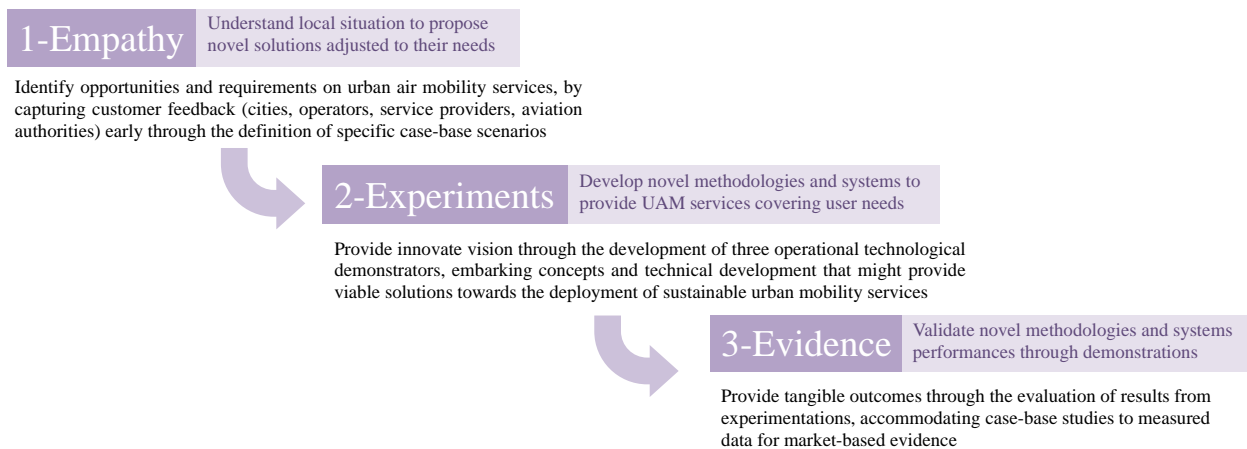 1-Empathy
Understand local situation to propose
novel solutions adjusted to their needs
Identify opportunities and requirements on urban air mobility services, by
capturing customer feedback (cities, operators, service providers, aviation
authorities) early through the definition of specific case-base scenarios
2-Experiments
Develop novel methodologies and systems to
provide UAM services covering user needs
Provide innovate vision through the development of three operational technological
demonstrators, embarking concepts and technical development that might provide
viable solutions towards the deployment of sustainable urban mobility services
3-Evidence
Validate novel methodologies and systems
performances through demonstrations
Provide tangible outcomes through the evaluation of results from
experimentations, accommodating case-base studies to measured
data for market-based evidence